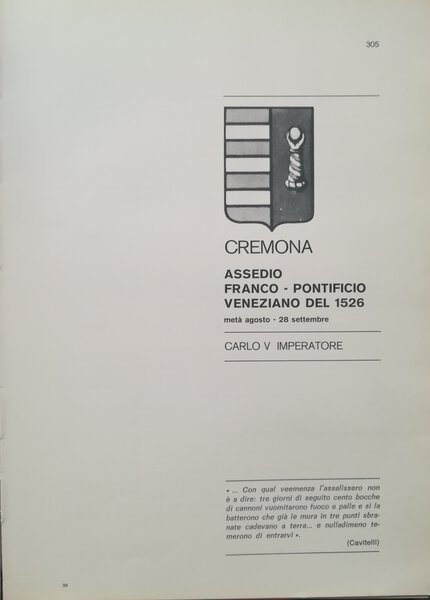 305
CREMONA
ASSEDIO
FRANCO - PONTIFICIO
VENEZIANO DEL 1526
metà agosto - 28 settembre
CARLO V IMPERATORE
« ... Con qual veemenza l'assalissero non
è a dire: tre giorni di seguito cento bocche
di cannoni vuomitarono fuoco e palle e sì la
batterono che già le mura in tre punti sbra-
nate cadevano a terra... e nulladimeno te-
merono di entrarvi ».
(Cavitelli)